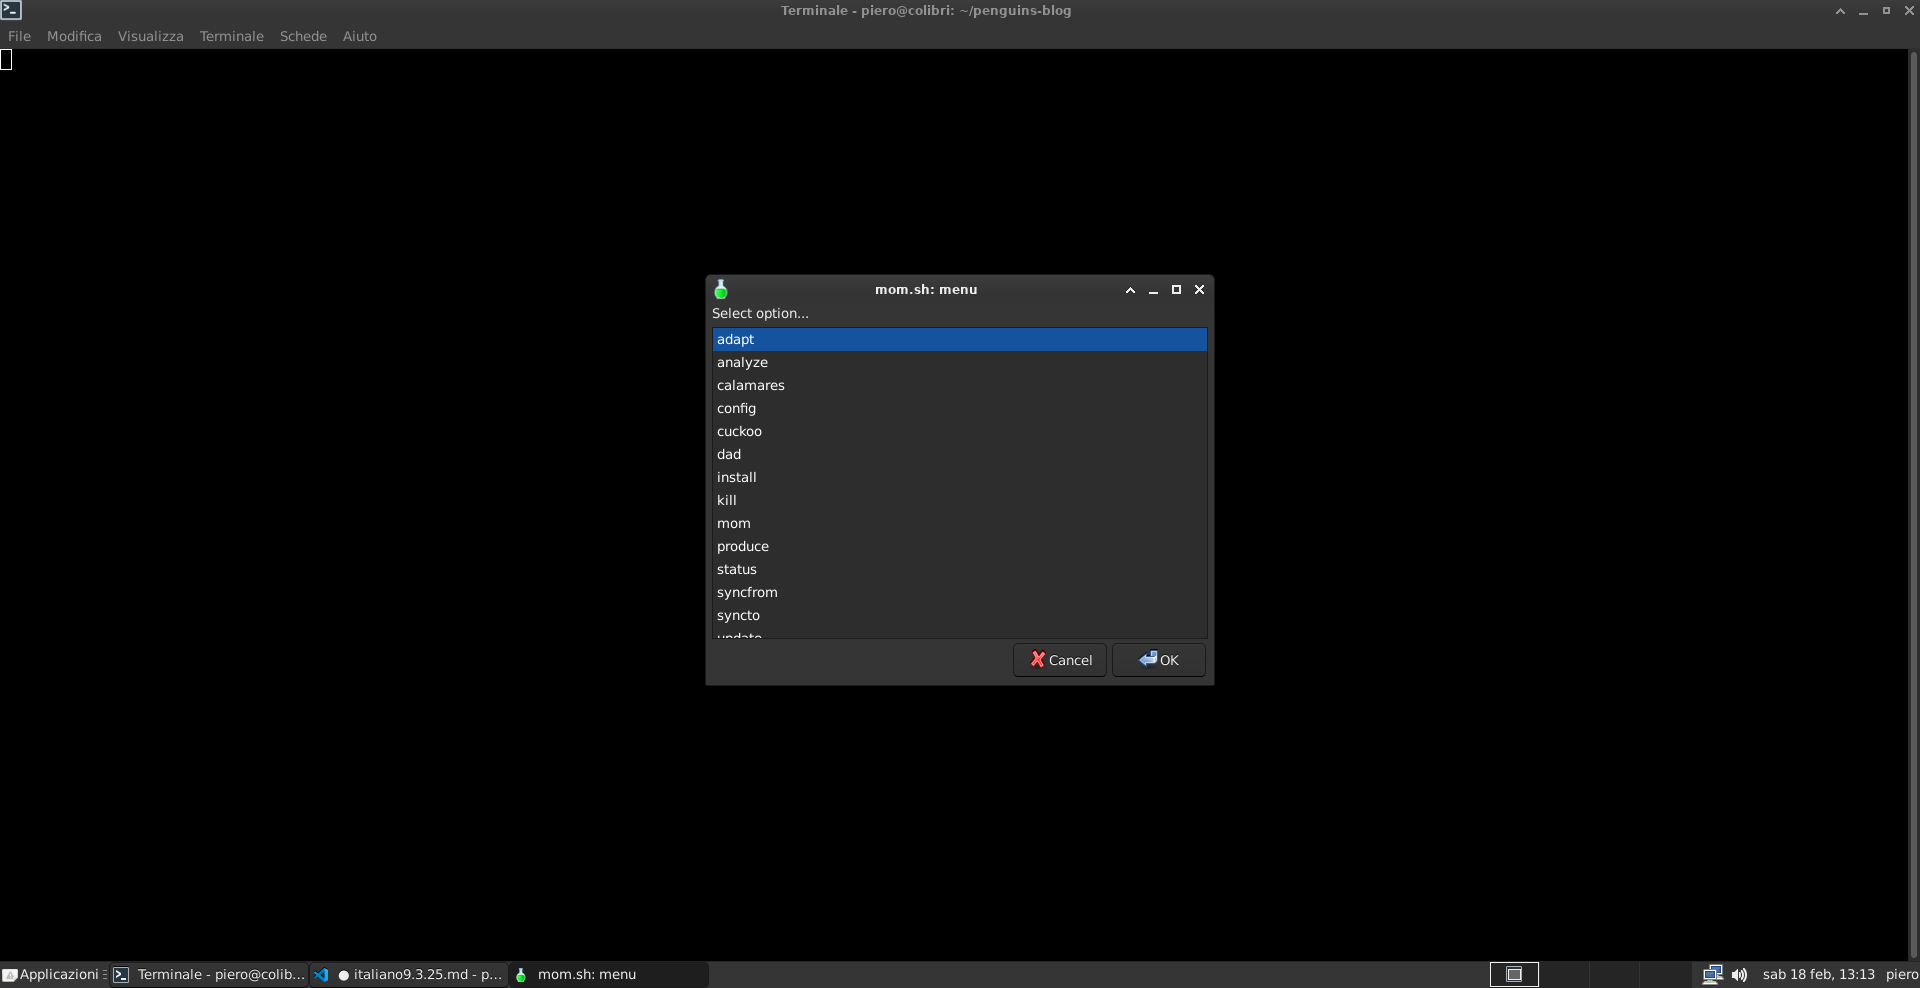 Terminale - piero@colibri: ~/penguins-blog
File Modifica Visualizza Terminale Schede Aiuto
mom.sh: menu
Select option...
adapt
analyze
calamares
config
cuckoo
dad
install
kill
mom
produce
status
syncfrom
syncto
update
Cancel OK
Applicazioni Terminale - piero@colib... italiano9.3.25.md - p... mom.sh: menu sab 18 feb, 13:13 piero